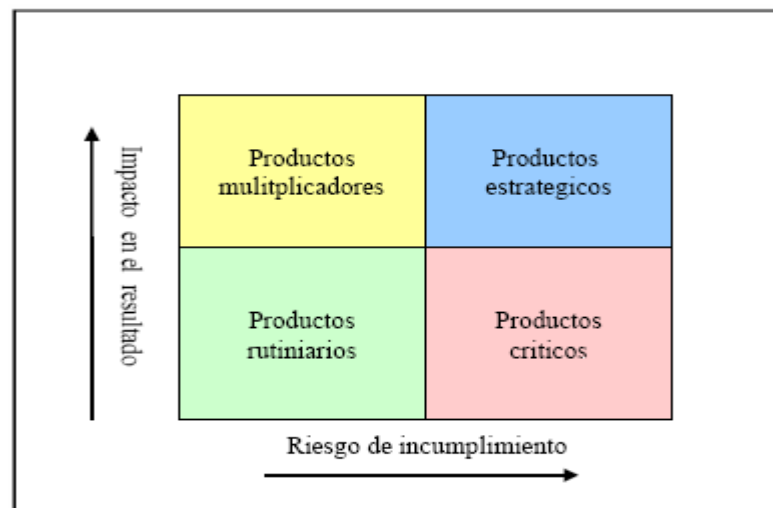 Impacto en el resultado
Productos
mulitplicadores
Productos
estrategicos
Productos
rutiniarios
Productos
criticos
Riesgo de incumplimiento